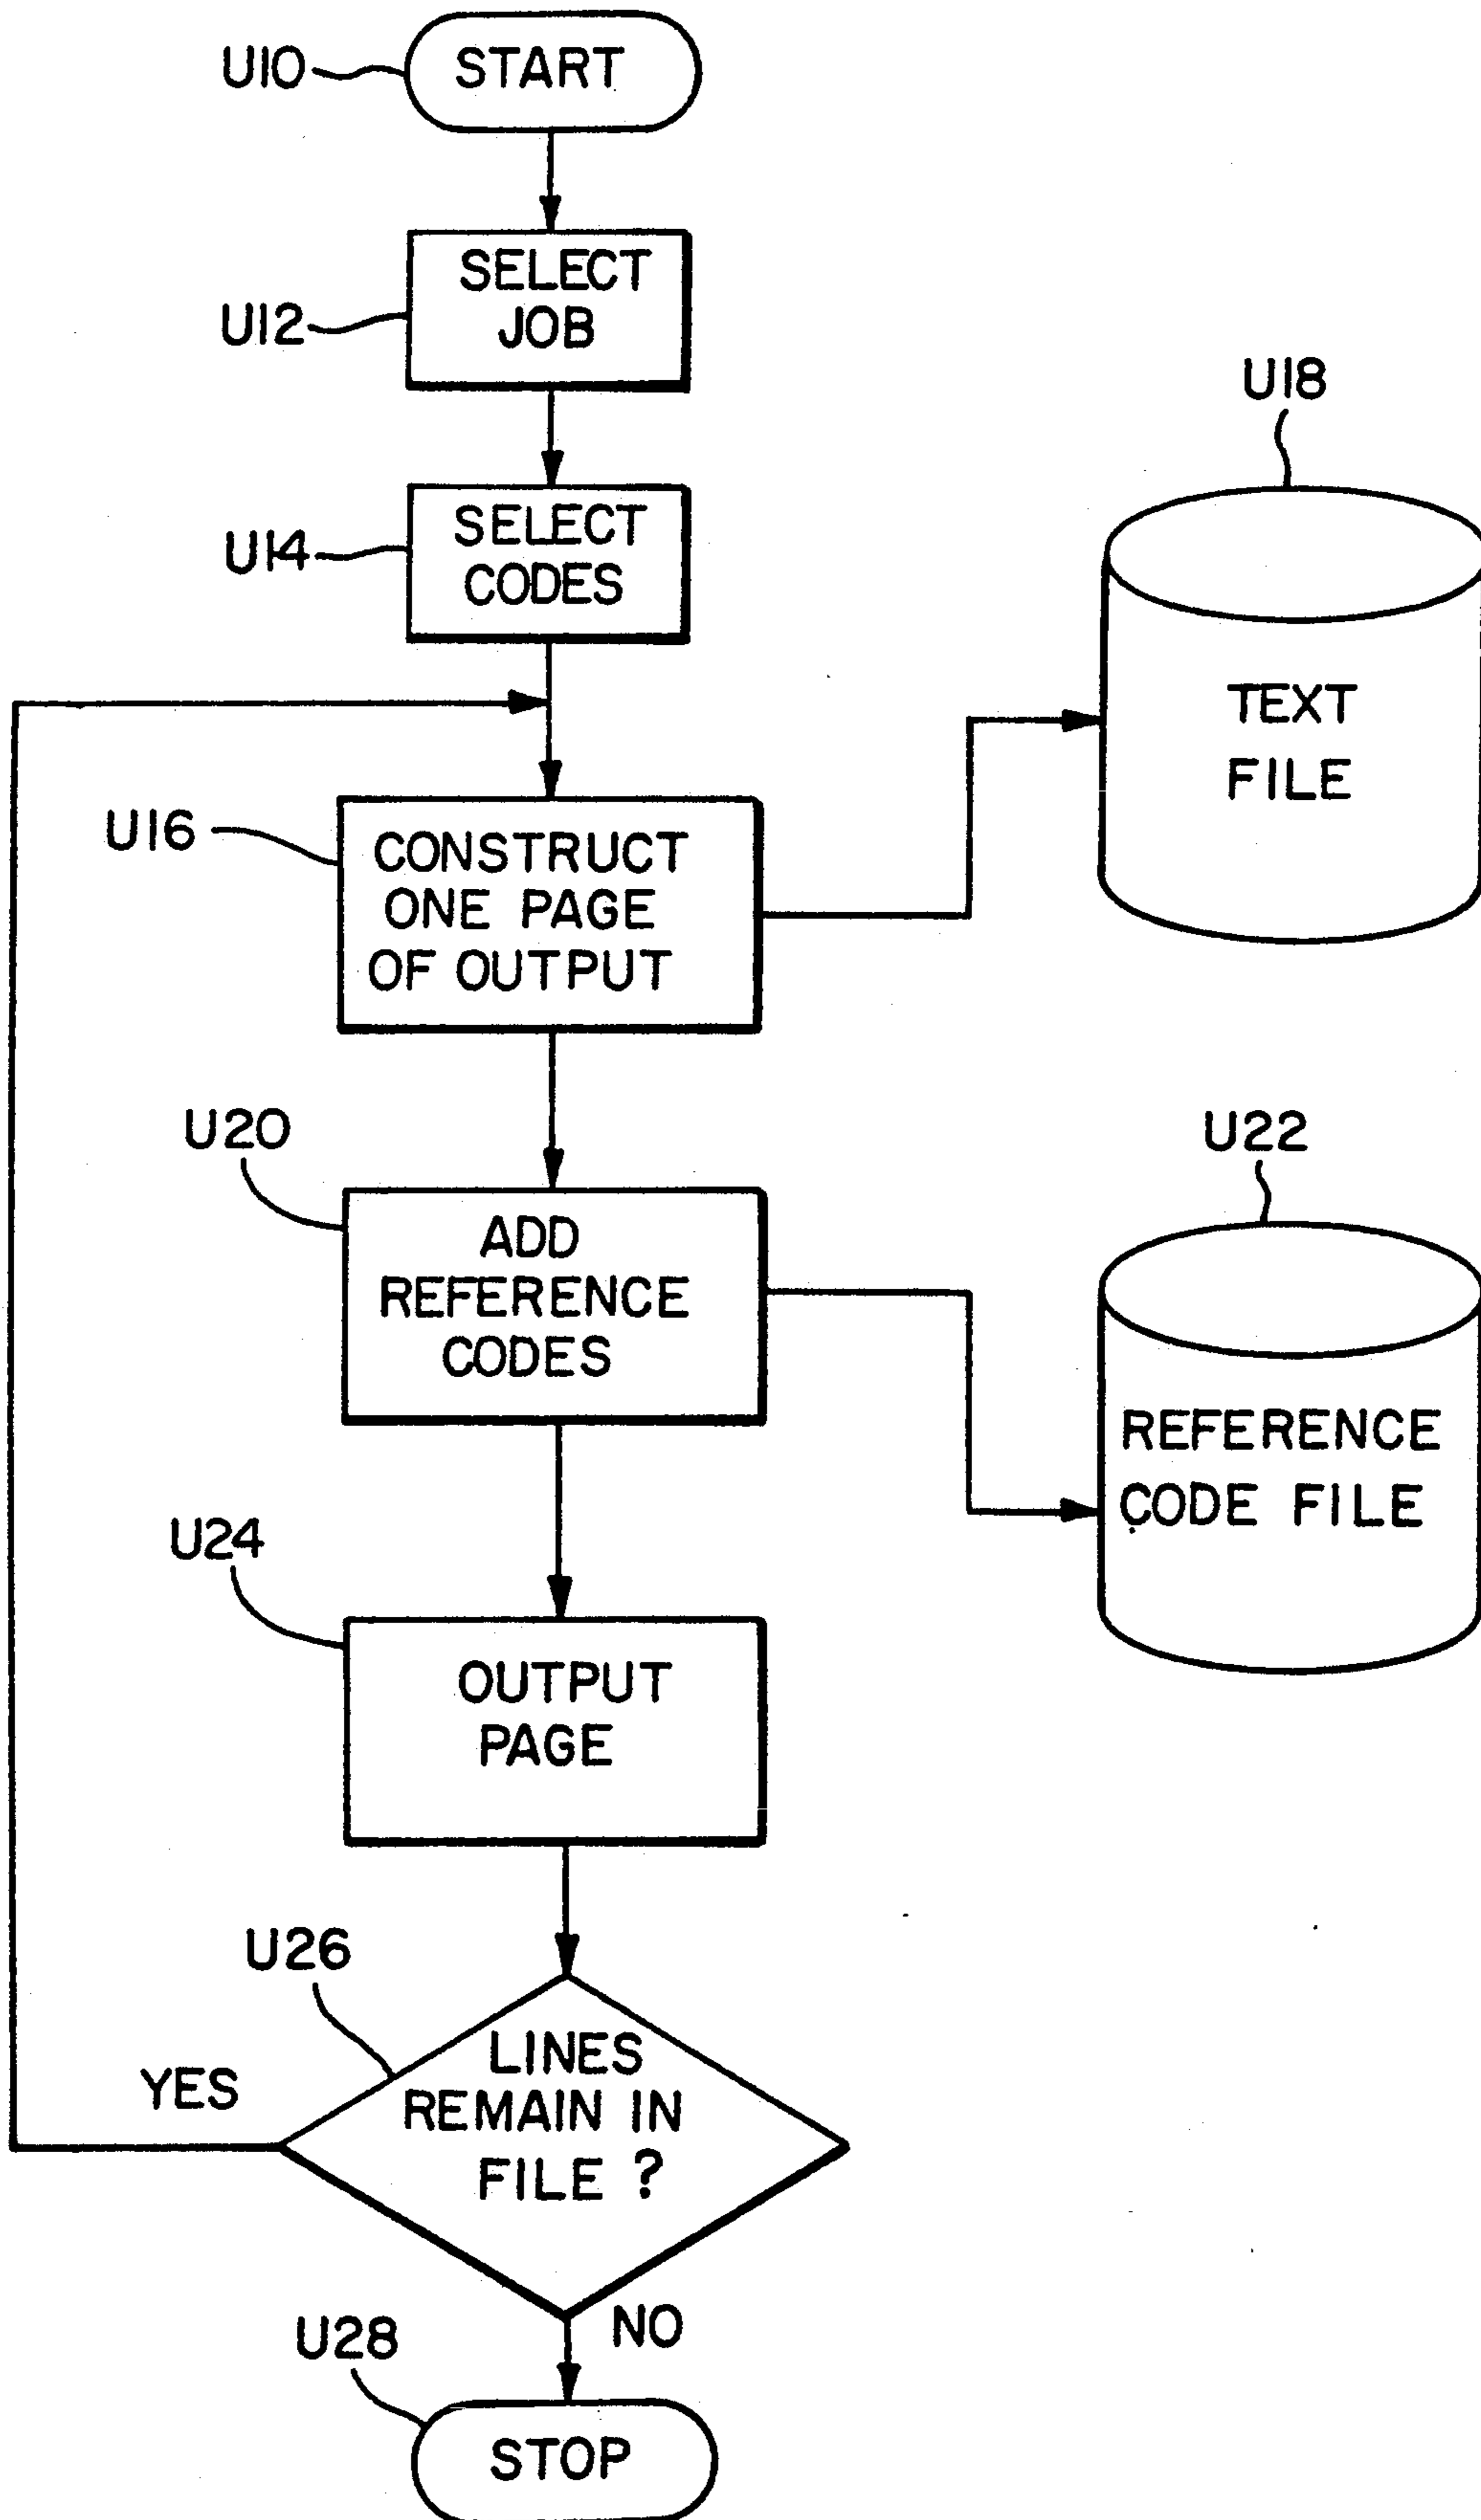 U10
START
SELECT
JOB
U12
U18
SELECT
CODES
U14
TEXT
FILE
U16
CONSTRUCT
ONE PAGE
OF OUTPUT
U20
U22
ADD
REFERENCE
CODES
REFERENCE
CODE FILE
U24
OUTPUT
PAGE
U26
LINES
REMAIN IN
FILE ?
YES
NO
U28
STOP